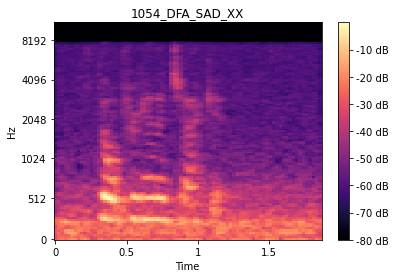 1054_DFA_SAD_XX
Hz
8192
4096
2048
1024
512
0
0
0.5
1
1.5
Time
-10 dB
-20 dB
-30 dB
-40 dB
-50 dB
-60 dB
-70 dB
-80 dB